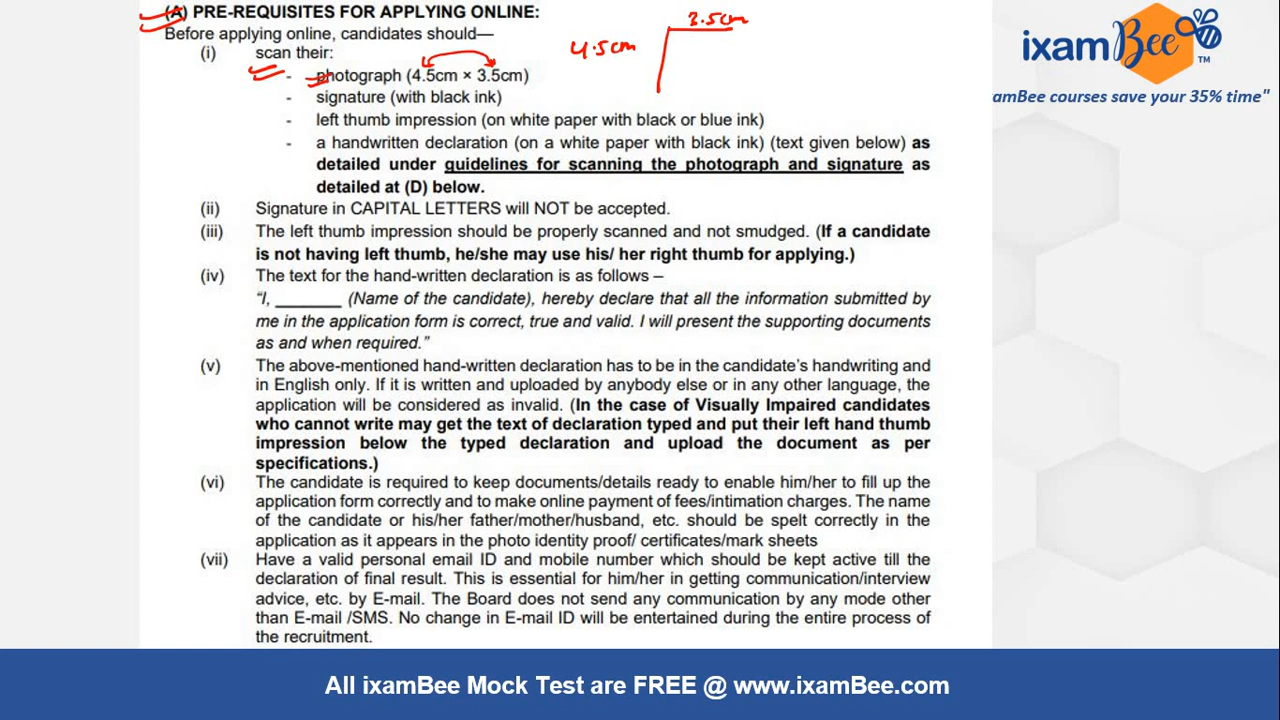 (A) PRE-REQUISITES FOR APPLYING ONLINE:
Before applying online, candidates should—
(i) scan their:
- photograph (4.5cm × 3.5cm)
- signature (with black ink)
- left thumb impression (on white paper with black or blue ink)
- a handwritten declaration (on a white paper with black ink) (text given below) as
detailed under guidelines for scanning the photograph and signature as
detailed at (D) below.
(ii) Signature in CAPITAL LETTERS will NOT be accepted.
(iii) The left thumb impression should be properly scanned and not smudged. (If a candidate
is not having left thumb, he/she may use his/ her right thumb for applying.)
(iv) The text for the hand-written declaration is as follows –
“I, _______ (Name of the candidate), hereby declare that all the information submitted by
me in the application form is correct, true and valid. I will present the supporting documents
as and when required.”
(v) The above-mentioned hand-written declaration has to be in the candidate’s handwriting and
in English only. If it is written and uploaded by anybody else or in any other language, the
application will be considered as invalid. (In the case of Visually Impaired candidates
who cannot write may get the text of declaration typed and put their left hand thumb
impression below the typed declaration and upload the document as per
specifications.)
(vi) The candidate is required to keep documents/details ready to enable him/her to fill up the
application form correctly and to make online payment of fees/intimation charges. The name
of the candidate or his/her father/mother/husband, etc. should be spelt correctly in the
application as it appears in the photo identity proof/ certificates/mark sheets
(vii) Have a valid personal email ID and mobile number which should be kept active till the
declaration of final result. This is essential for him/her in getting communication/interview
advice, etc. by E-mail. The Board does not send any communication by any mode other
than E-mail /SMS. No change in E-mail ID will be entertained during the entire process of
the recruitment.
3.5cm
4.5cm
ixamBee TM
amBee courses save your 35% time"
All ixamBee Mock Test are FREE @ www.ixamBee.com